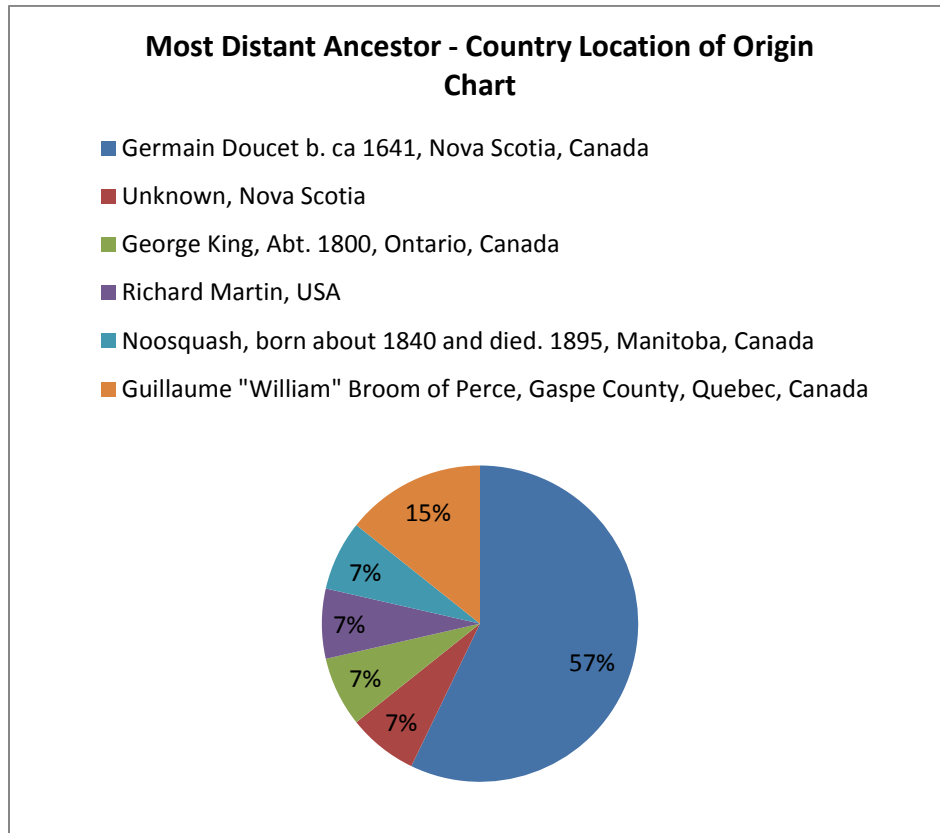 Most Distant Ancestor - Country Location of Origin
Chart
Germain Doucet b. ca 1641, Nova Scotia, Canada
Unknown, Nova Scotia
George King, Abt. 1800, Ontario, Canada
Richard Martin, USA
Noosquash, born about 1840 and died. 1895, Manitoba, Canada
Guillaume "William" Broom of Perce, Gaspe County, Quebec, Canada
15%
7%
7%
57%
7%
7%